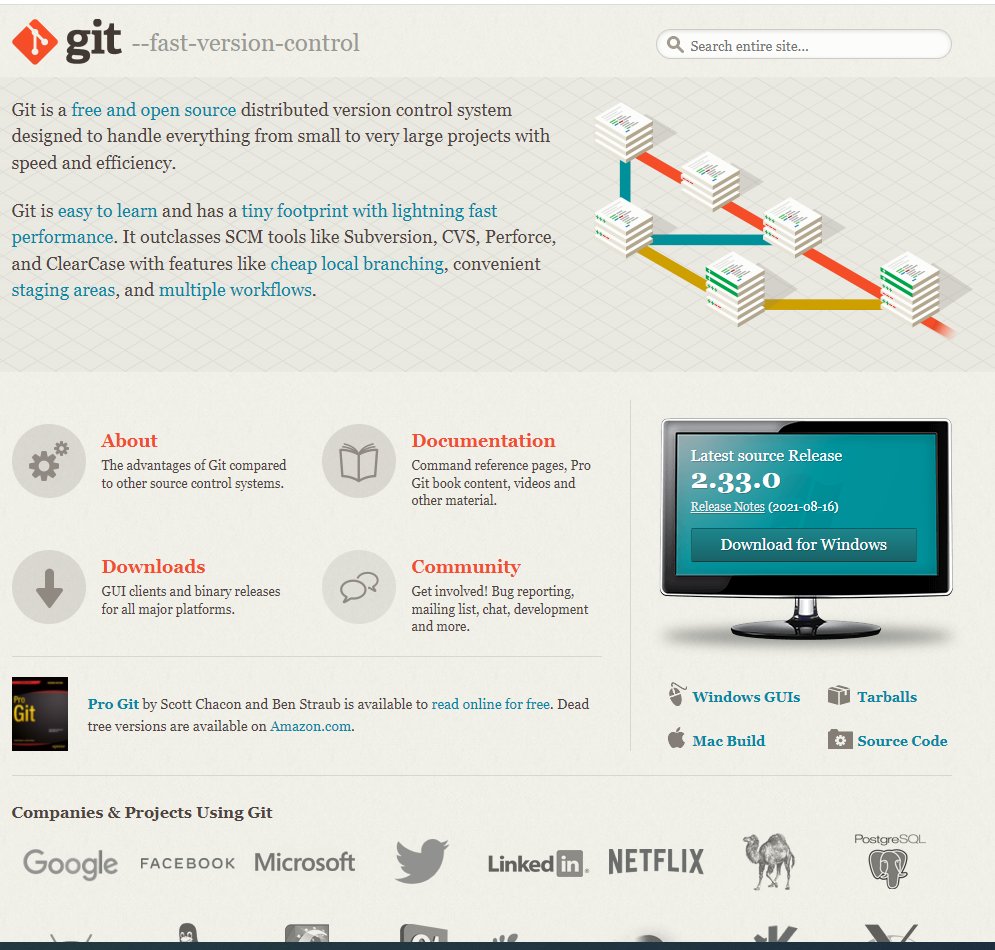 git --fast-version-control
Search entire site...
Git is a free and open source distributed version control system
designed to handle everything from small to very large projects with
speed and efficiency.
Git is easy to learn and has a tiny footprint with lightning fast
performance. It outclasses SCM tools like Subversion, CVS, Perforce,
and ClearCase with features like cheap local branching, convenient
staging areas, and multiple workflows.
About
The advantages of Git compared
to other source control systems.
Documentation
Command reference pages, Pro
Git book content, videos and
other material.
Downloads
GUI clients and binary releases
for all major platforms.
Community
Get involved! Bug reporting,
mailing list, chat, development
and more.
Latest source Release
2.33.0
Release Notes (2021-08-16)
Download for Windows
Pro
Git
Pro Git by Scott Chacon and Ben Straub is available to read online for free. Dead
tree versions are available on Amazon.com.
Windows GUIs
Tarballs
Mac Build
Source Code
Companies & Projects Using Git
Google
FACEBOOK
Microsoft
Linked in
NETFLIX
PostgreSQL